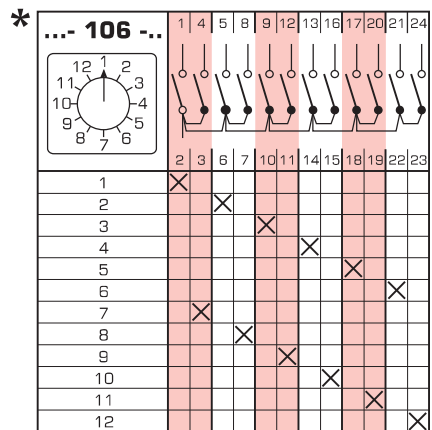 *
...- 106 -..
1 4 5 8 9 12 13 16 17 20 21 24
12 1 2
11 3
10 4
9 5
8 7 6
2 3 6 7 10 11 14 15 18 19 22 23
1 X
2 X
3 X
4 X
5 X
6 X
7 X
8 X
9 X
10 X
11 X
12 X